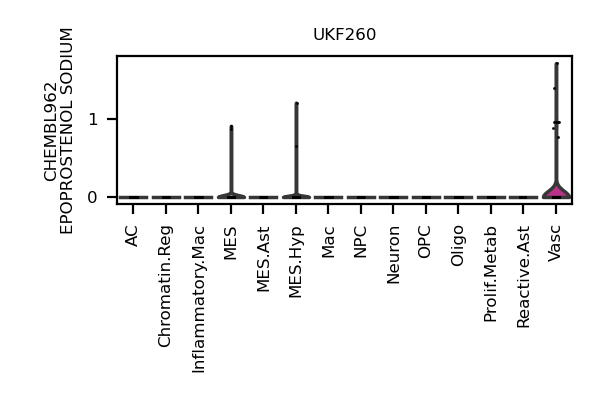 UKF260
CHEMBL962
EPOPROSTENOL SODIUM
1
0
AC
Chromatin.Reg
Inflammatory.Mac
MES
MES.Ast
MES.Hyp
Mac
NPC
Neuron
OPC
Oligo
Prolif.Metab
Reactive.Ast
Vasc